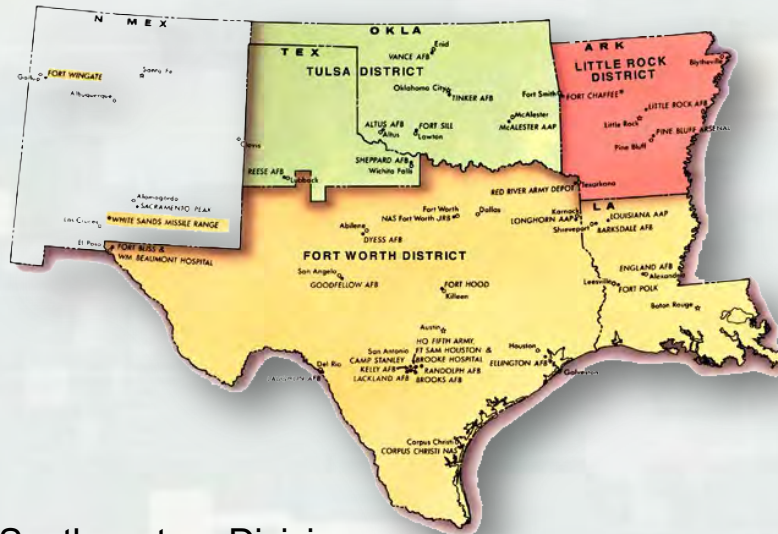 N MEX
OKLA
TEX
ARK
LITTLE ROCK
DISTRICT
TULSA DISTRICT
Enid
VANCE AFB
Blytheville
Gallup
FORT WINGATE
Santa Fe
Albuquerque
Oklahoma City
TINKER AFB
Fort Smith
FORT CHAFFEE
LITTLE ROCK AFB
Little Rock
PINE BLUFF ARSENAL
Pine Bluff
McAlester
McALESTER AAP
ALTUS AFB
Altus
FORT SILL
Lawton
Clovis
SHEPPARD AFB
Wichita Falls
REESE AFB
Lubbock
RED RIVER ARMY DEPOT
Texarkana
Alamogordo
SACRAMENTO PEAK
Las Cruces
WHITE SANDS MISSILE RANGE
El Paso
FORT BLISS &
WM. BEAUMONT HOSPITAL
Fort Worth
NAS Fort Worth JRB
Dallas
Abilene
DYESS AFB
Karnack
LONGHORN AAP
LA
LOUISIANA AAP
Shreveport
BARKSDALE AFB
FORT WORTH DISTRICT
San Angelo
GOODFELLOW AFB
FORT HOOD
Killeen
ENGLAND AFB
Alexandria
Leesville
FORT POLK
Baton Rouge
Austin
HQ FIFTH ARMY,
FT SAM HOUSTON &
BROOKE HOSPITAL
San Antonio
CAMP STANLEY
KELLY AFB
LACKLAND AFB
RANDOLPH AFB
BROOKS AFB
Houston
ELLINGTON AFB
Galveston
Del Rio
LAUGHLIN AFB
Corpus Christi
CORPUS CHRISTI NAS